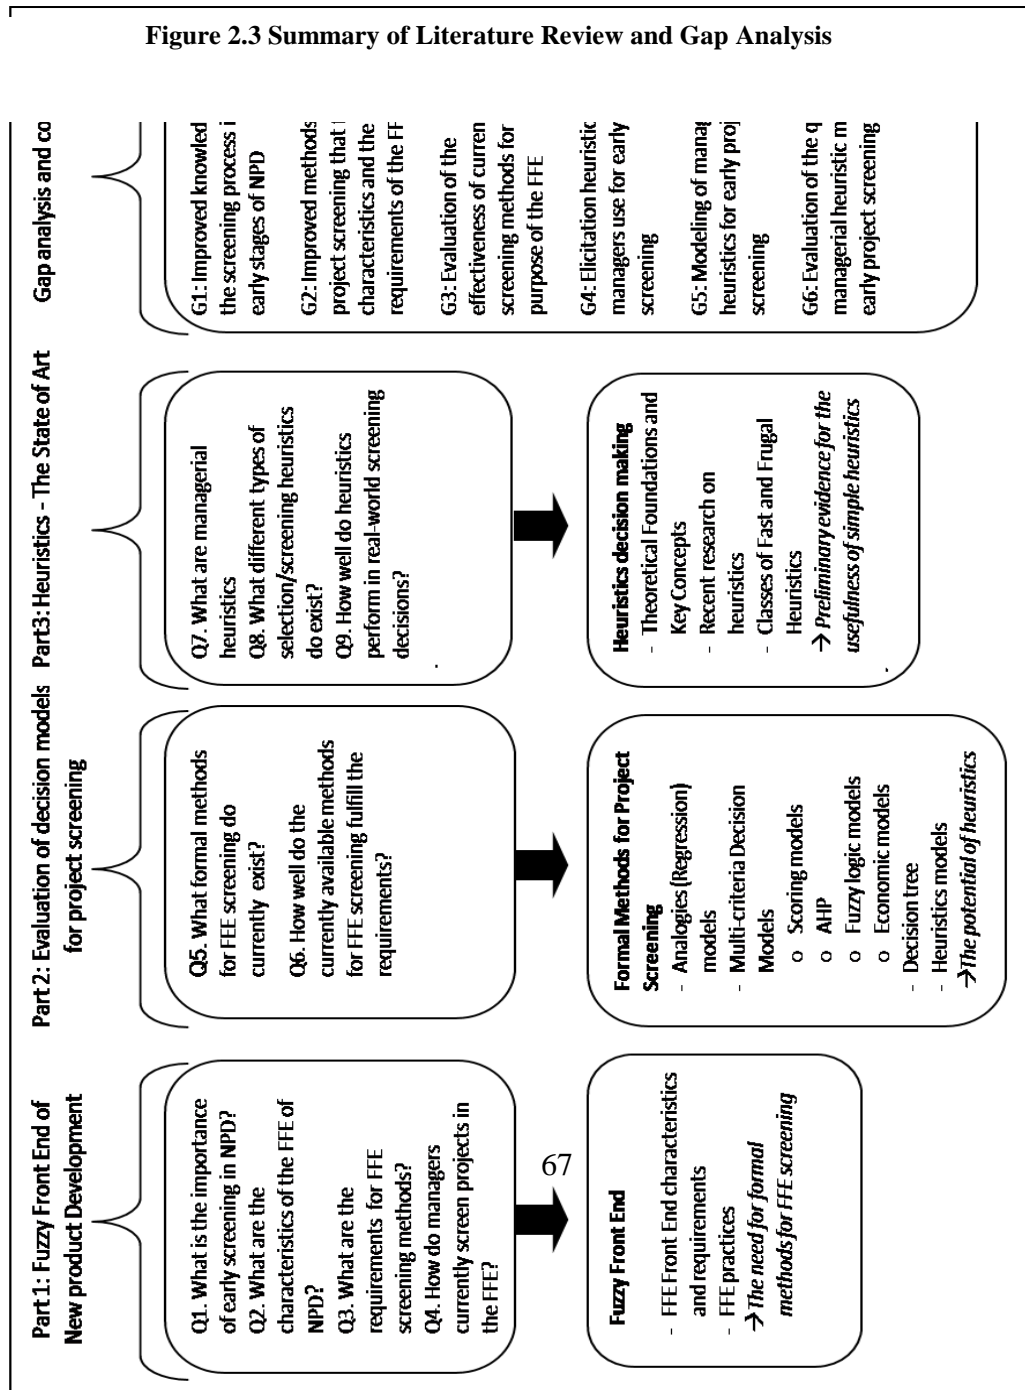 Figure 2.3 Summary of Literature Review and Gap Analysis
Part 1: Fuzzy Front End of
New product Development
Q1. What is the importance
of early screening in NPD?
Q2. What are the
characteristics of the FFE of
NPD?
Q3. What are the
requirements for FFE
screening methods?
Q4. How do managers
currently screen projects in
the FFE?
Fuzzy Front End
- FFE Front End characteristics
and requirements
- FFE practices
→ The need for formal
methods for FFE screening
Part 2: Evaluation of decision models
for project screening
Q5. What formal methods
for FEE screening do
currently exist?
Q6. How well do the
currently available methods
for FFE screening fulfill the
requirements?
Formal Methods for Project
Screening
- Analogies (Regression)
models
- Multi-criteria Decision
Models
o Scoring models
o AHP
o Fuzzy logic models
o Economic models
- Decision tree
- Heuristics models
→The potential of heuristics
Part3: Heuristics - The State of Art
Q7. What are managerial
heuristics
Q8. What different types of
selection/screening heuristics
do exist?
Q9. How well do heuristics
perform in real-world screening
decisions?
.
Heuristics decision making
- Theoretical Foundations and
Key Concepts
- Recent research on
heuristics
- Classes of Fast and Frugal
Heuristics
→ Preliminary evidence for the
usefulness of simple heuristics
.
Gap analysis and co
G1: Improved knowled
the screening process i
early stages of NPD
G2: Improved methods
project screening that
characteristics and the
requirements of the FF
G3: Evaluation of the
effectiveness of curren
screening methods for
purpose of the FFE
G4: Elicitation heuristic
managers use for early
screening
G5: Modeling of manag
heuristics for early proj
screening
G6: Evaluation of the q
managerial heuristic m
early project screening
67